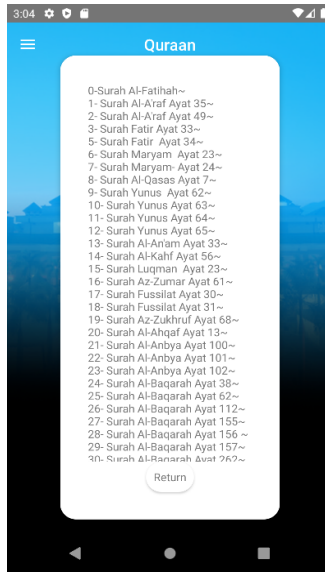 3:04
Quraan
0-Surah Al-Fatihah~
1- Surah Al-A'raf Ayat 35~
2- Surah Al-A'raf Ayat 49~
3- Surah Fatir Ayat 33~
5- Surah Fatir  Ayat 34~
6- Surah Maryam  Ayat 23~
7- Surah Maryam- Ayat 24~
8- Surah Al-Qasas Ayat 7~
9- Surah Yunus  Ayat 62~
10- Surah Yunus Ayat 63~
11- Surah Yunus Ayat 64~
12- Surah Yunus Ayat 65~
13- Surah Al-An'am Ayat 33~
14- Surah Al-Kahf Ayat 56~
15- Surah Luqman  Ayat 23~
16- Surah Az-Zumar Ayat 61~
17- Surah Fussilat Ayat 30~
18- Surah Fussilat Ayat 31~
19- Surah Az-Zukhruf Ayat 68~
20- Surah Al-Ahqaf Ayat 13~
21- Surah Al-Anbya Ayat 100~
22- Surah Al-Anbya Ayat 101~
23- Surah Al-Anbya Ayat 102~
24- Surah Al-Baqarah Ayat 38~
25- Surah Al-Baqarah Ayat 62~
26- Surah Al-Baqarah Ayat 112~
27- Surah Al-Baqarah Ayat 155~
28- Surah Al-Baqarah Ayat 156 ~
29- Surah Al-Baqarah Ayat 157~
30- Surah Al-Baqarah Ayat 262~
Return